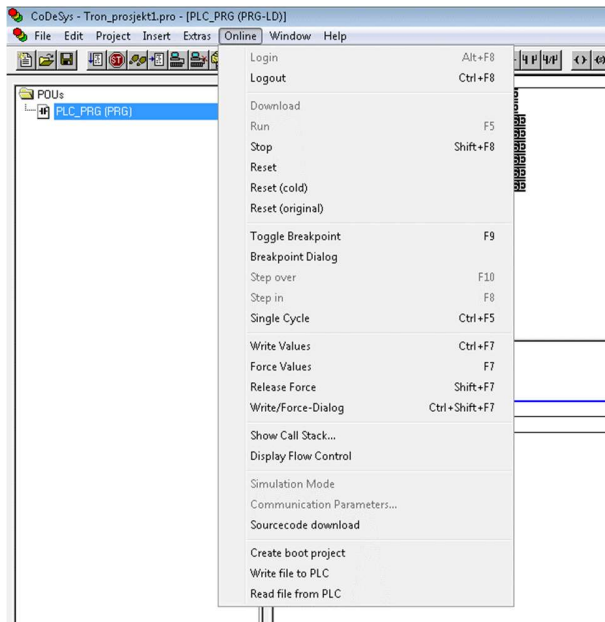 CoDeSys - Tron_prosjekt1.pro - [PLC_PRG (PRG-LD)]
File Edit Project Insert Extras Online Window Help
POUs
PLC_PRG (PRG)
Login Alt+F8
Logout Ctrl+F8
Download
Run F5
Stop Shift+F8
Reset
Reset (cold)
Reset (original)
Toggle Breakpoint F9
Breakpoint Dialog
Step over F10
Step in F8
Single Cycle Ctrl+F5
Write Values Ctrl+F7
Force Values F7
Release Force Shift+F7
Write/Force-Dialog Ctrl+Shift+F7
Show Call Stack...
Display Flow Control
Simulation Mode
Communication Parameters...
Sourcecode download
Create boot project
Write file to PLC
Read file from PLC